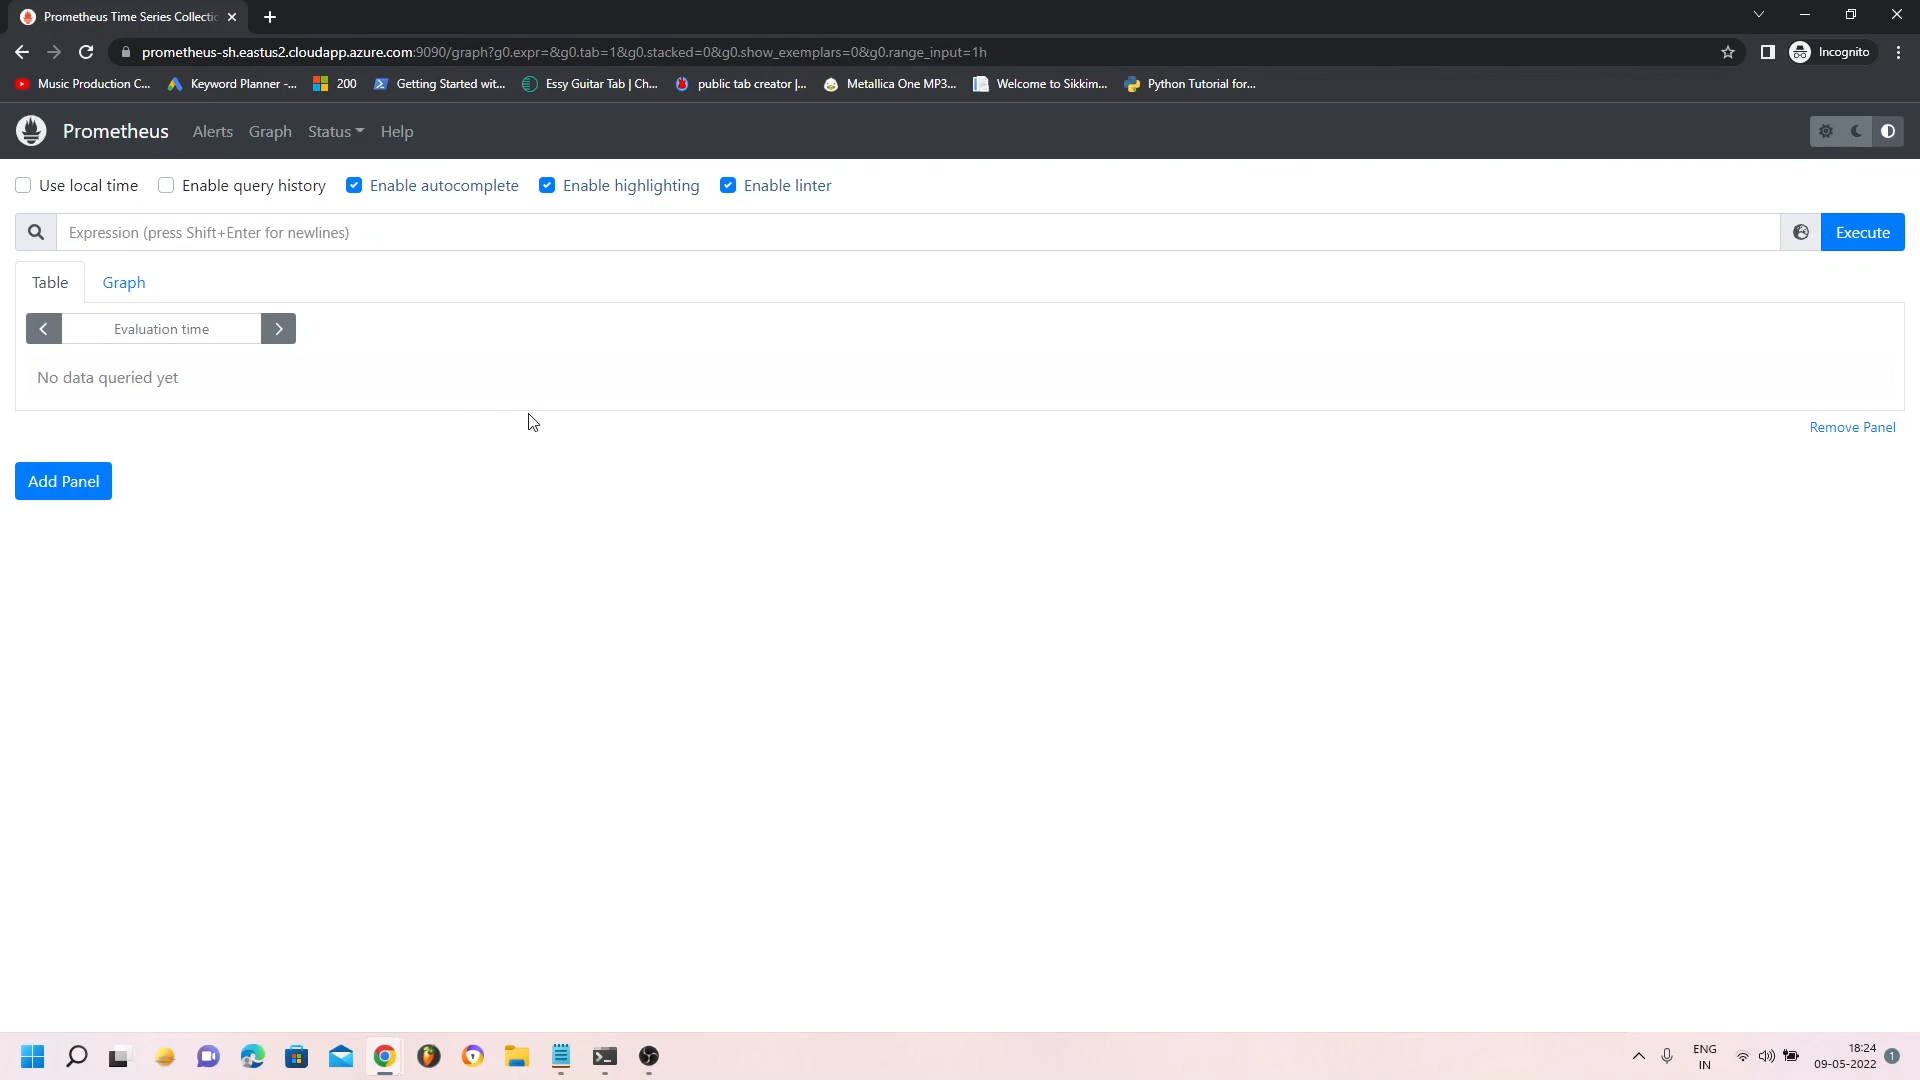 Prometheus Time Series Collectic
prometheus-sh.eastus2.cloudapp.azure.com:9090/graph?g0.expr=&g0.tab=1&g0.stacked=0&g0.show_exemplars=0&g0.range_input=1h
Incognito
Music Production C...
Keyword Planner -...
200
Getting Started wit...
Essy Guitar Tab | Ch...
public tab creator |...
Metallica One MP3...
Welcome to Sikkim...
Python Tutorial for...
Prometheus
Alerts
Graph
Status
Help
Use local time
Enable query history
Enable autocomplete
Enable highlighting
Enable linter
Expression (press Shift+Enter for newlines)
Execute
Table
Graph
Evaluation time
No data queried yet
Remove Panel
Add Panel
ENG
IN
18:24
09-05-2022
1